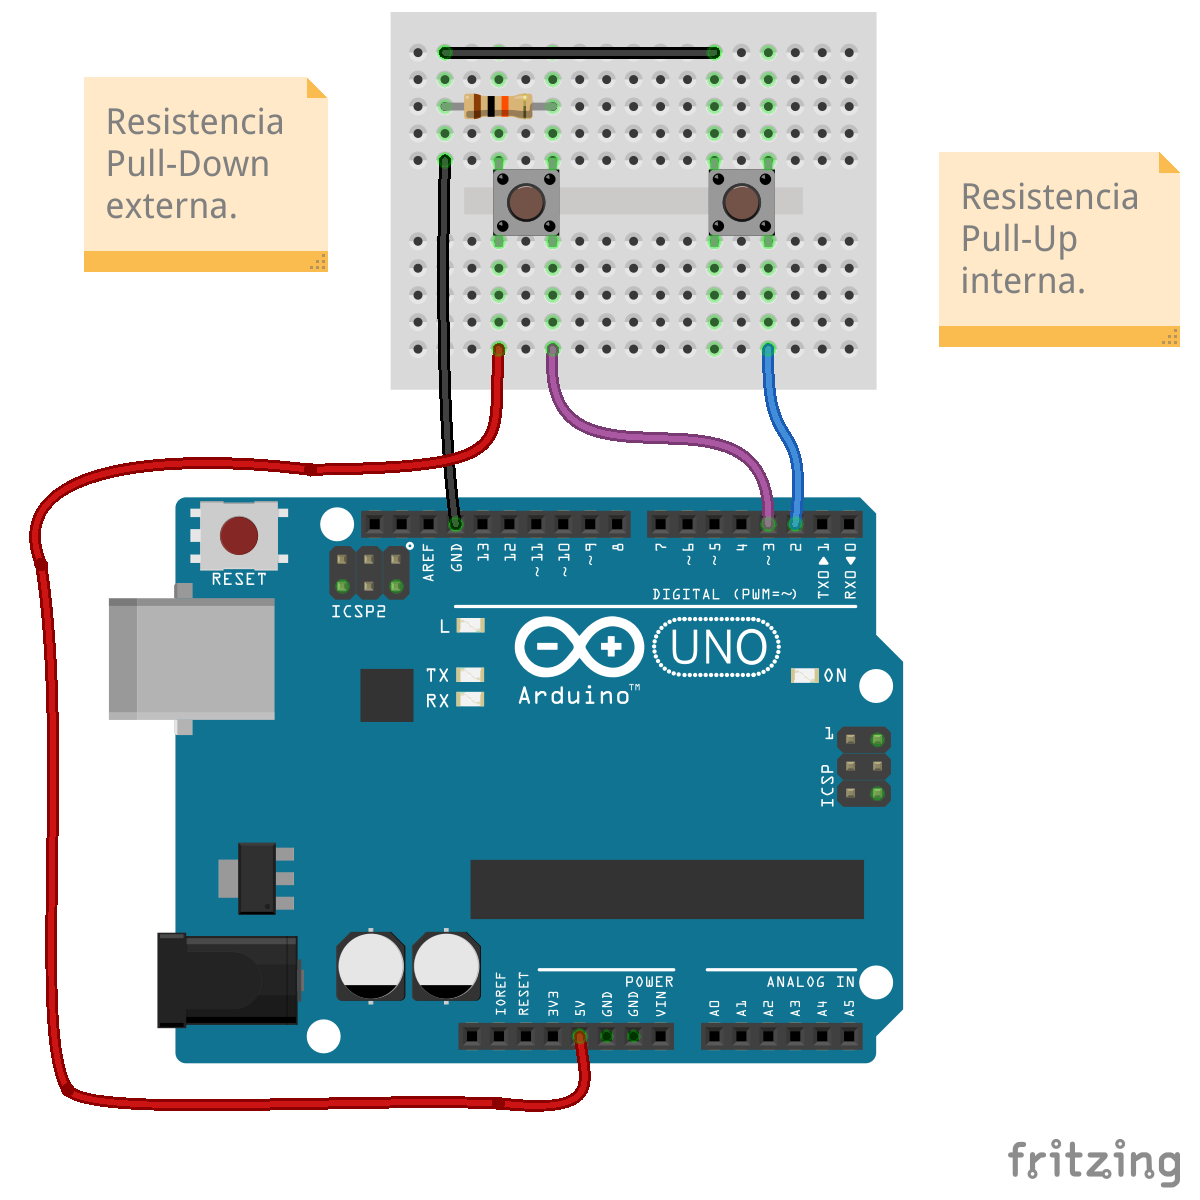 Resistencia
Pull-Down
externa.
Resistencia
Pull-Up
interna.
RESET
ICSP2
AREF
GND
13
12
~11
~10
~9
8
7
~6
~5
4
~3
2
TX0▶1
RX0◀0
DIGITAL (PWM=~)
L
TX
RX
Arduino™
UNO
ON
1
ICSP
IOREF
RESET
3V3
5V
GND
GND
VIN
POWER
ANALOG IN
A0
A1
A2
A3
A4
A5
fritzing